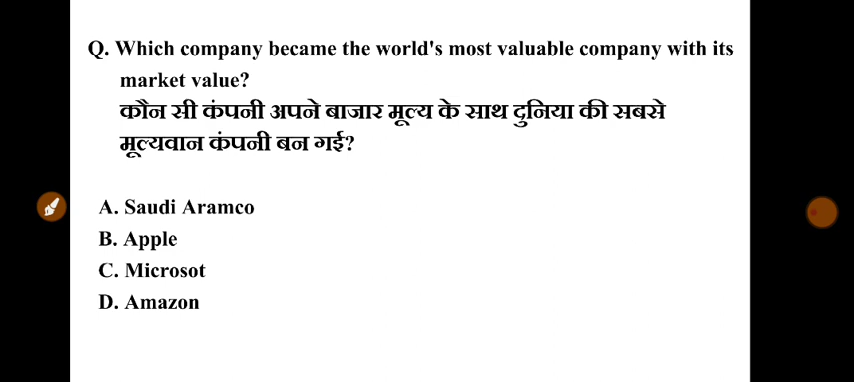 Q. Which company became the world's most valuable company with its
market value?
कौन सी कंपनी अपने बाजार मूल्य के साथ दुनिया की सबसे
मूल्यवान कंपनी बन गई?
A. Saudi Aramco
B. Apple
C. Microsot
D. Amazon